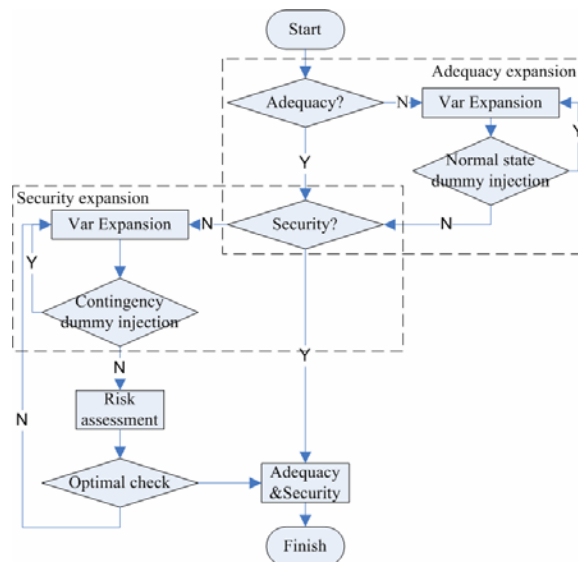 Start
Adequacy expansion
Adequacy?
N
Var Expansion
Y
Y
Normal state
dummy injection
Security expansion
Var Expansion
N
Security?
N
Y
Contingency
dummy injection
Y
N
Risk
assessment
N
Optimal check
Adequacy
&Security
Finish